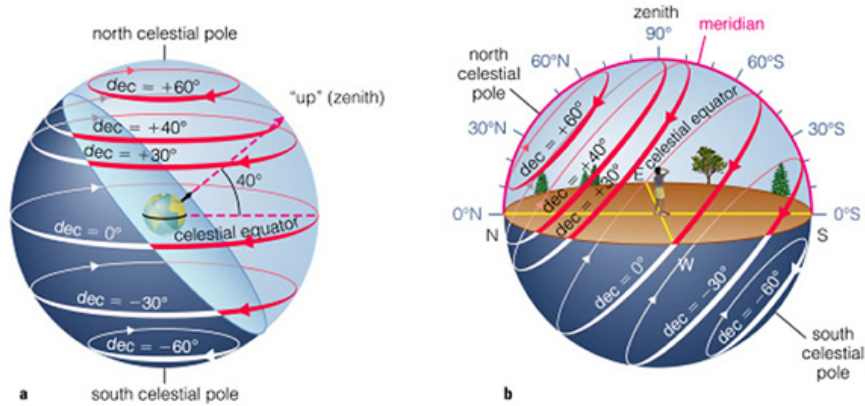 north celestial pole
dec = +60°
"up" (zenith)
dec = +40°
dec = +30°
40°
celestial equator
dec = 0°
dec = −30°
dec = −60°
a
south celestial pole
zenith
90°
meridian
north
celestial
pole
60°N
60°S
30°N
30°S
dec = +60°
dec = +40°
dec = +30°
celestial equator
E
0°N
0°S
N
S
W
dec = 0°
dec = −30°
dec = −60°
south
celestial
pole
b